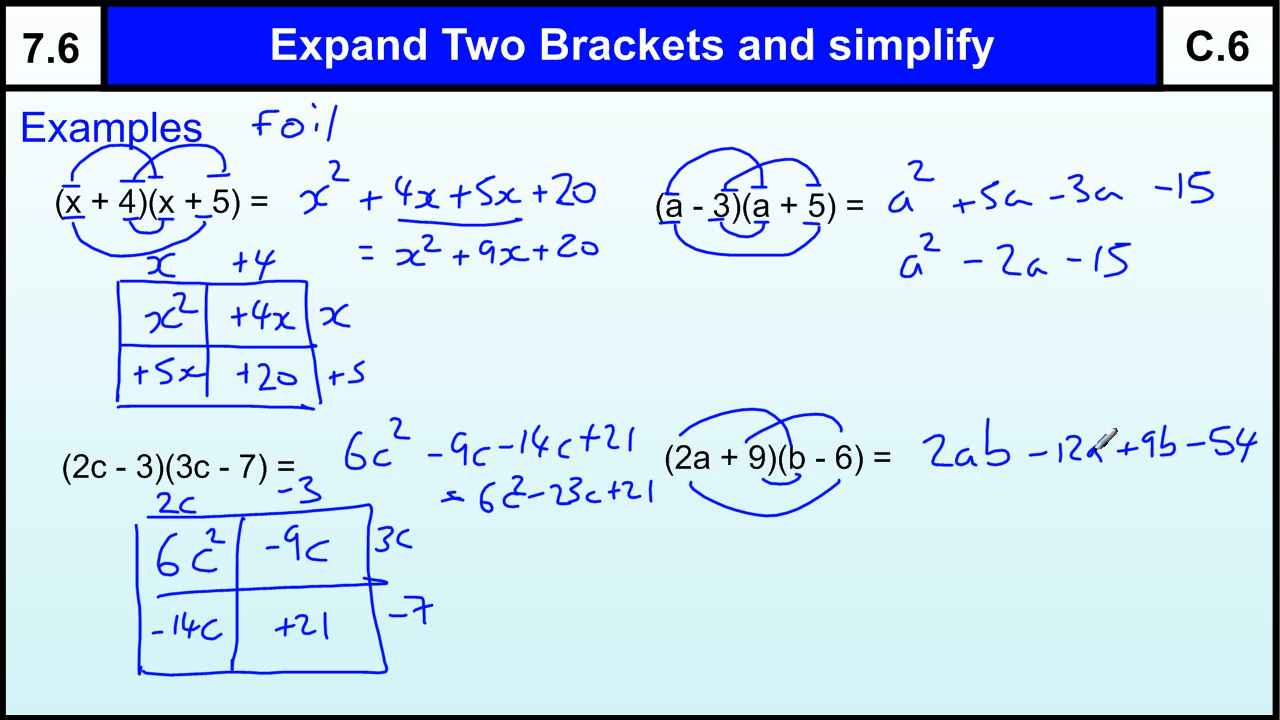 7.6
Expand Two Brackets and simplify
C.6
Examples Foil
(x + 4)(x + 5) = x² + 4x + 5x + 20
= x² + 9x + 20
x +4
x² +4x x
+5x +20 +5
(a - 3)(a + 5) = a² + 5a - 3a - 15
a² - 2a - 15
(2c - 3)(3c - 7) = 6c² - 9c - 14c + 21
= 6c² - 23c + 21
2c -3
6c² -9c 3c
-14c +21 -7
(2a + 9)(b - 6) = 2ab - 12a + 9b - 54